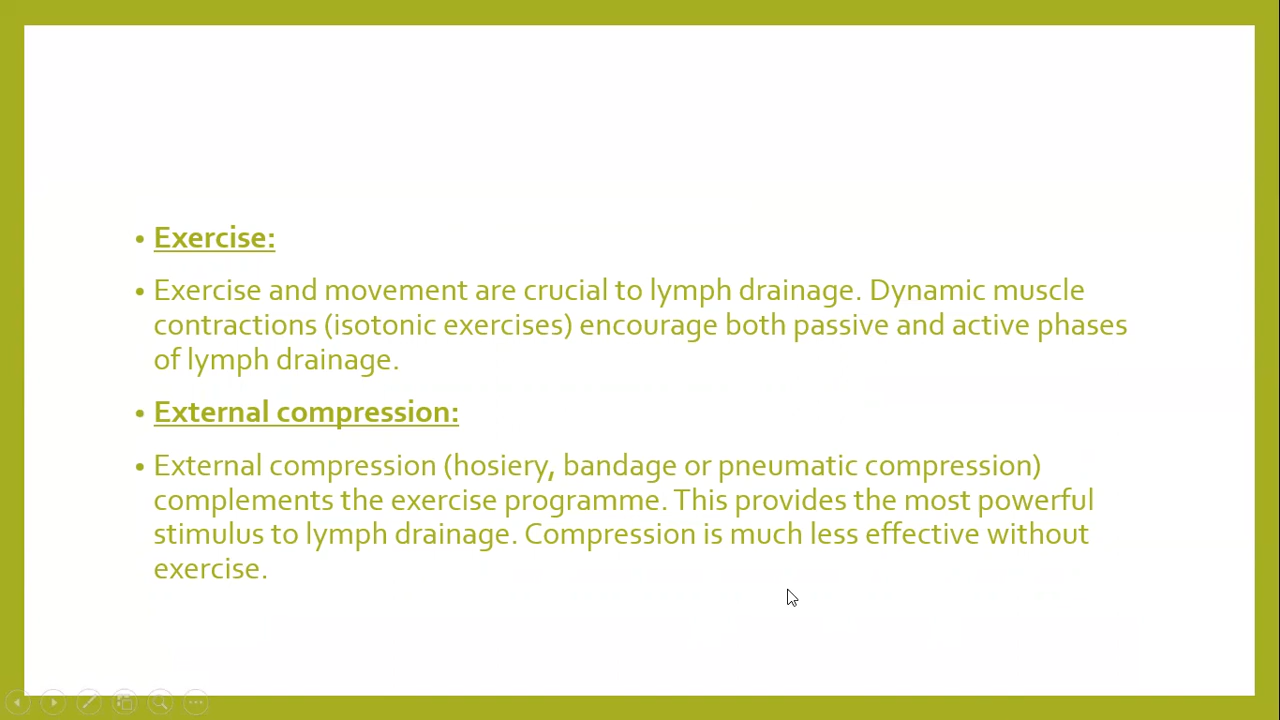 • Exercise:
• Exercise and movement are crucial to lymph drainage. Dynamic muscle
contractions (isotonic exercises) encourage both passive and active phases
of lymph drainage.
• External compression:
• External compression (hosiery, bandage or pneumatic compression)
complements the exercise programme. This provides the most powerful
stimulus to lymph drainage. Compression is much less effective without
exercise.